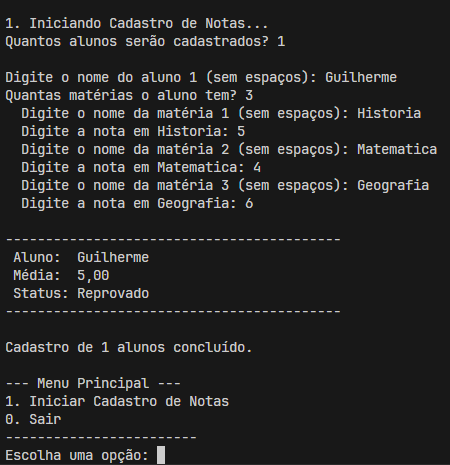 1. Iniciando Cadastro de Notas...
Quantos alunos serão cadastrados? 1
Digite o nome do aluno 1 (sem espaços): Guilherme
Quantas matérias o aluno tem? 3
Digite o nome da matéria 1 (sem espaços): Historia
Digite a nota em Historia: 5
Digite o nome da matéria 2 (sem espaços): Matematica
Digite a nota em Matematica: 4
Digite o nome da matéria 3 (sem espaços): Geografia
Digite a nota em Geografia: 6
------------------------------------------
Aluno:  Guilherme
Média:  5,00
Status: Reprovado
------------------------------------------
Cadastro de 1 alunos concluído.
--- Menu Principal ---
1. Iniciar Cadastro de Notas
0. Sair
------------------------
Escolha uma opção: